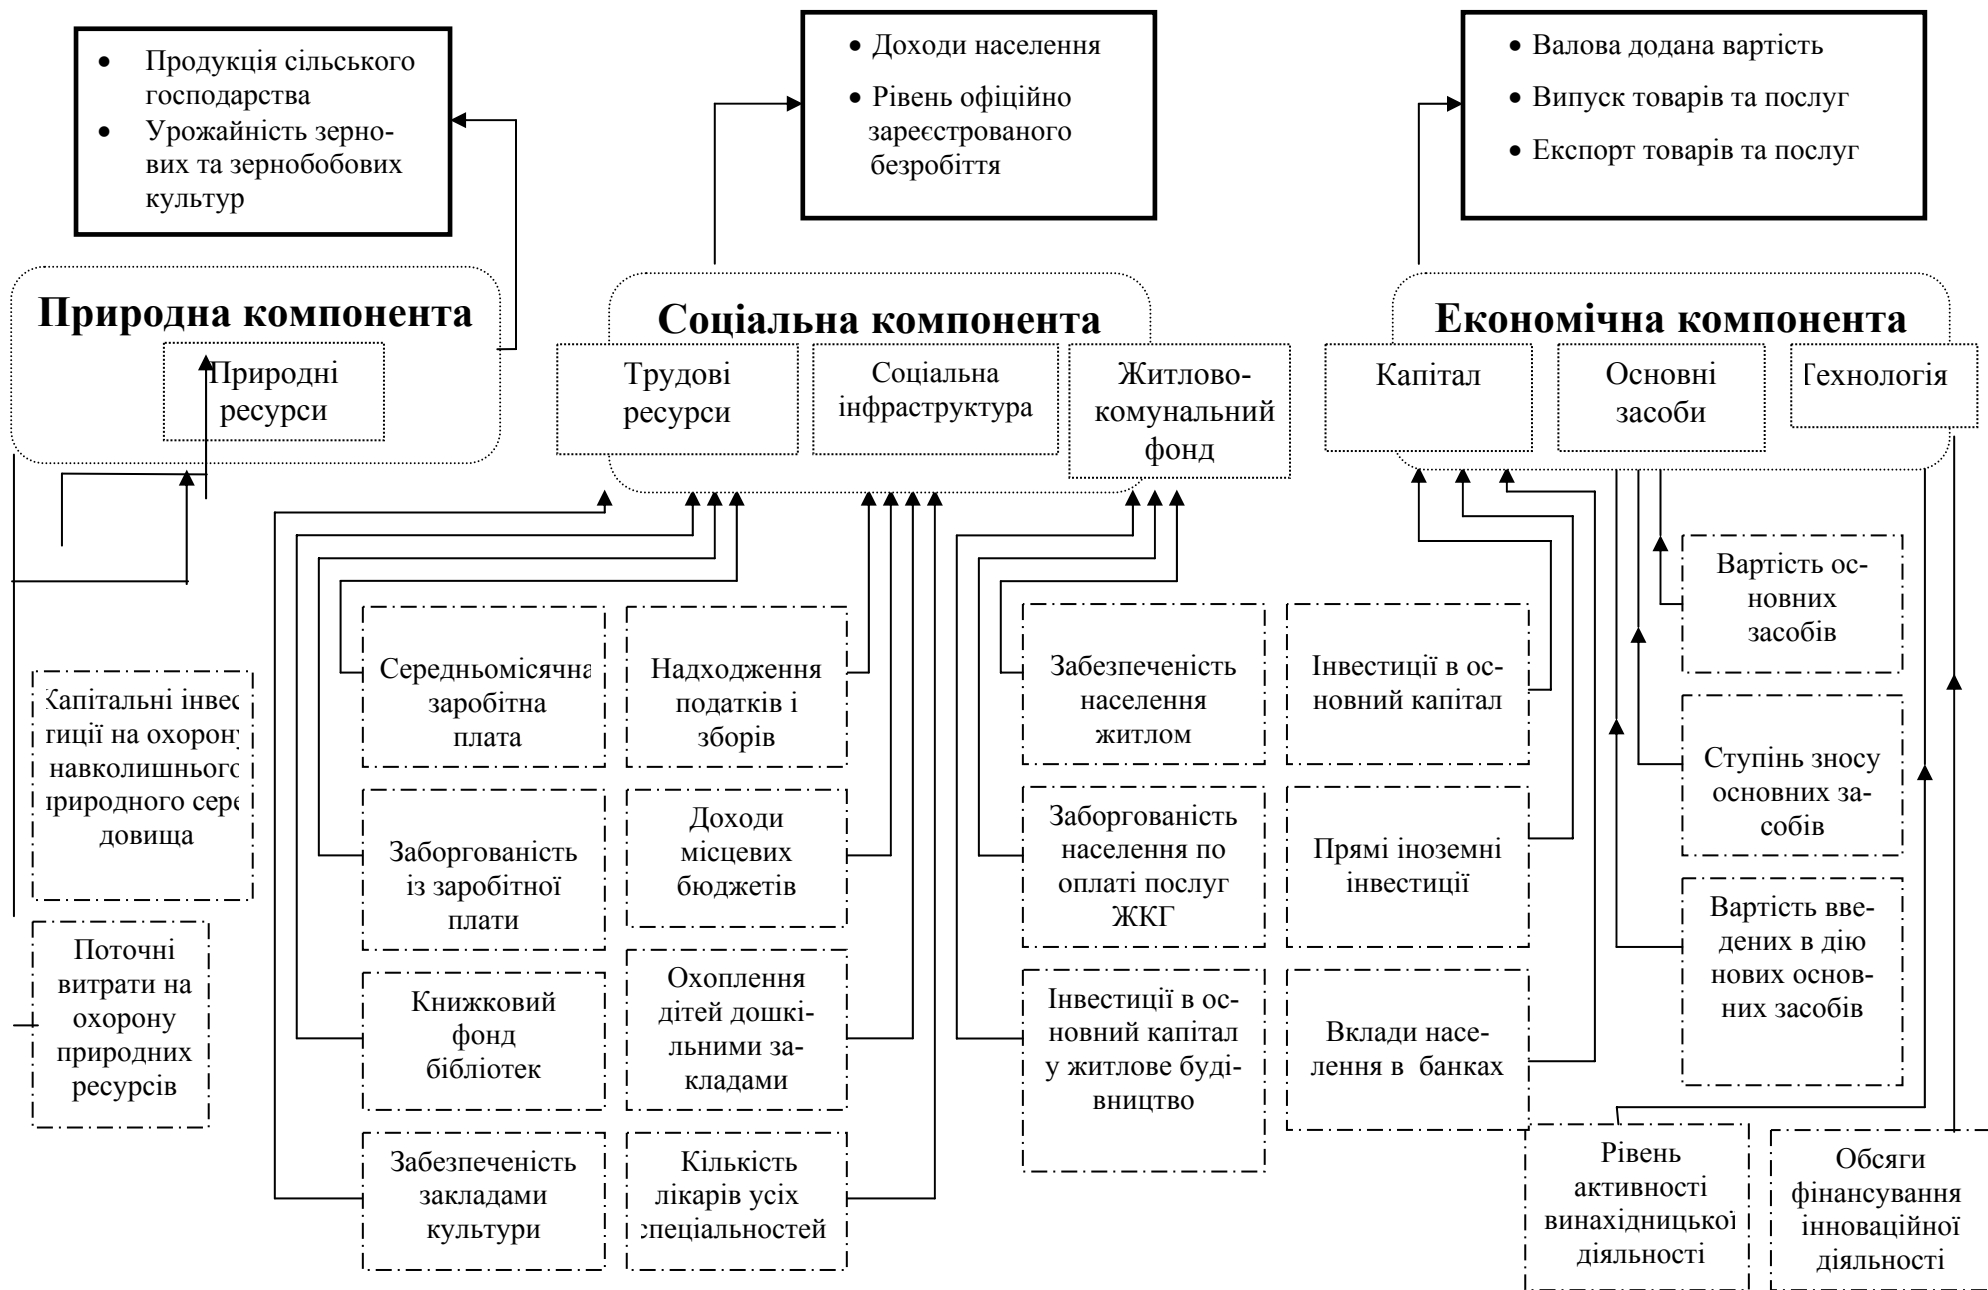 • Продукція сільського
господарства
• Урожайність зерно-
вих та зернобобових
культур
• Доходи населення
• Рівень офіційно
зареєстрованого
безробіття
• Валова додана вартість
• Випуск товарів та послуг
• Експорт товарів та послуг
Природна компонента
Природні
ресурси
Соціальна компонента
Трудові
ресурси
Соціальна
інфраструктура
Житлово-
комунальний
фонд
Економічна компонента
Капітал
Основні
засоби
Технологія
Капітальні інвес
тиції на охорону
навколишнього
природного сере
довища
Поточні
витрати на
охорону
природних
ресурсів
Середньомісячна
заробітна
плата
Заборгованість
із заробітної
плати
Книжковий
фонд
бібліотек
Забезпеченість
закладами
культури
Надходження
податків і
зборів
Доходи
місцевих
бюджетів
Охоплення
дітей дошкі-
льними за-
кладами
Кількість
лікарів усіх
спеціальностей
Забезпеченість
населення
житлом
Заборгованість
населення по
оплаті послуг
ЖКГ
Інвестиції в ос-
новний капітал
у житлове буді-
вництво
Інвестиції в ос-
новний капітал
Прямі іноземні
інвестиції
Вклади насе-
лення в банках
Вартість ос-
новних
засобів
Ступінь зносу
основних за-
собів
Вартість вве-
дених в дію
нових основ-
них засобів
Рівень
активності
винахідницької
діяльності
Обсяги
фінансування
інноваційної
діяльності